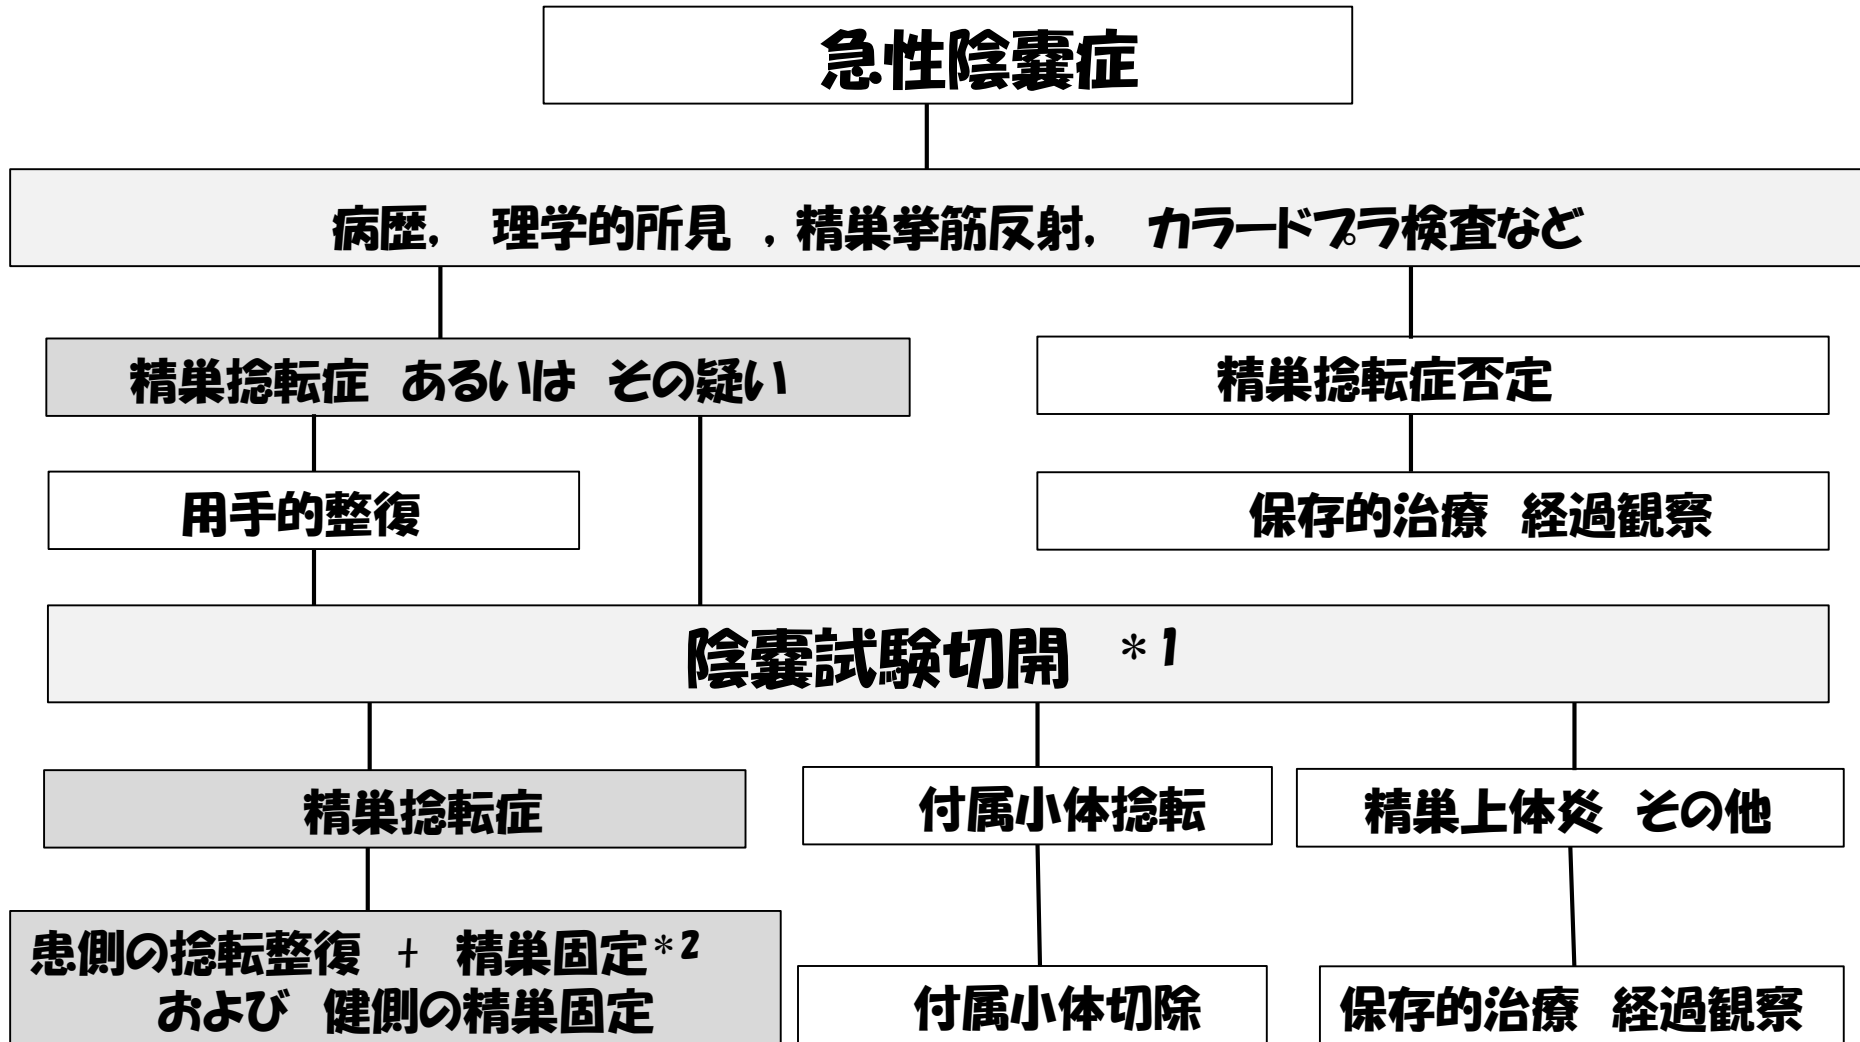 急性陰嚢症
病歴, 理学的所見 , 精巣挙筋反射, カラードプラ検査など
精巣捻転症 あるいは その疑い
精巣捻転症否定
用手的整復
保存的治療 経過観察
陰嚢試験切開 *1
精巣捻転症
付属小体捻転
精巣上体炎 その他
患側の捻転整復 + 精巣固定*2
および 健側の精巣固定
付属小体切除
保存的治療 経過観察